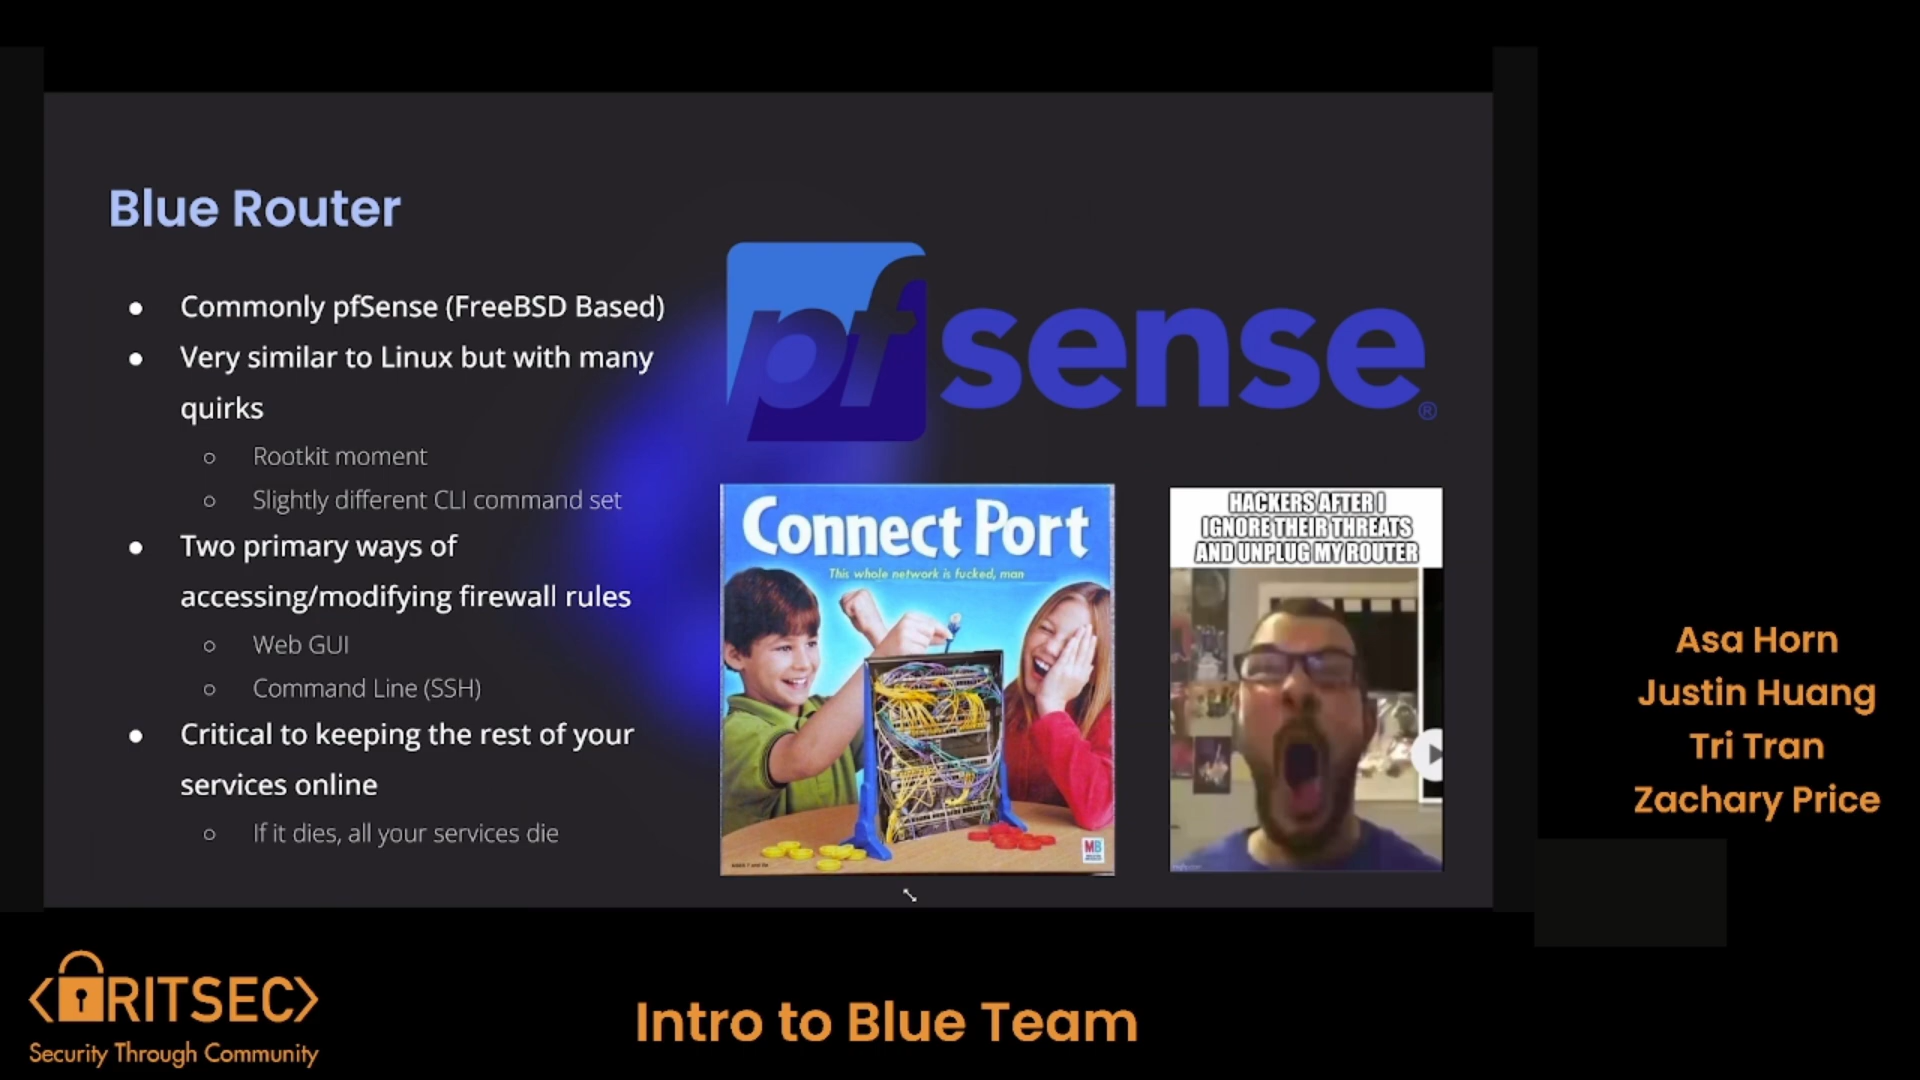 Blue Router
● Commonly pfSense (FreeBSD Based)
● Very similar to Linux but with many
quirks
○ Rootkit moment
○ Slightly different CLI command set
● Two primary ways of
accessing/modifying firewall rules
○ Web GUI
○ Command Line (SSH)
● Critical to keeping the rest of your
services online
○ If it dies, all your services die
pfsense®
Connect Port
This whole network is fucked, man
MB
HACKERS AFTER I
IGNORE THEIR THREATS
AND UNPLUG MY ROUTER
Asa Horn
Justin Huang
Tri Tran
Zachary Price
<RITSEC>
Security Through Community
Intro to Blue Team